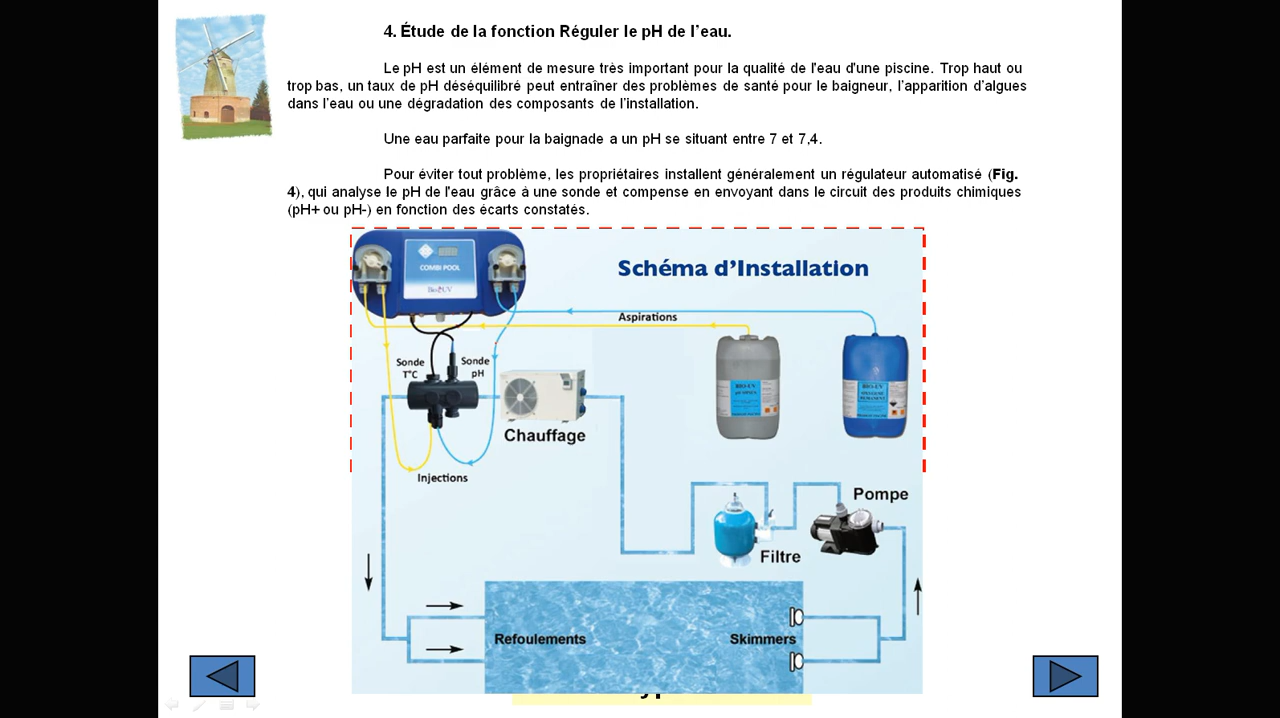 4. Étude de la fonction Réguler le pH de l'eau.
Le pH est un élément de mesure très important pour la qualité de l'eau d'une piscine. Trop haut ou
trop bas, un taux de pH déséquilibré peut entraîner des problèmes de santé pour le baigneur, l'apparition d'algues
dans l'eau ou une dégradation des composants de l'installation.
Une eau parfaite pour la baignade a un pH se situant entre 7 et 7,4.
Pour éviter tout problème, les propriétaires installent généralement un régulateur automatisé (Fig.
4), qui analyse le pH de l'eau grâce à une sonde et compense en envoyant dans le circuit des produits chimiques
(pH+ ou pH-) en fonction des écarts constatés.
Schéma d'Installation
COMBI POOL
Bio-UV
Aspirations
Sonde
T°C
Sonde
pH
BIO-UV
BIO-UV
Chauffage
Injections
Pompe
Filtre
Refoulements
Skimmers